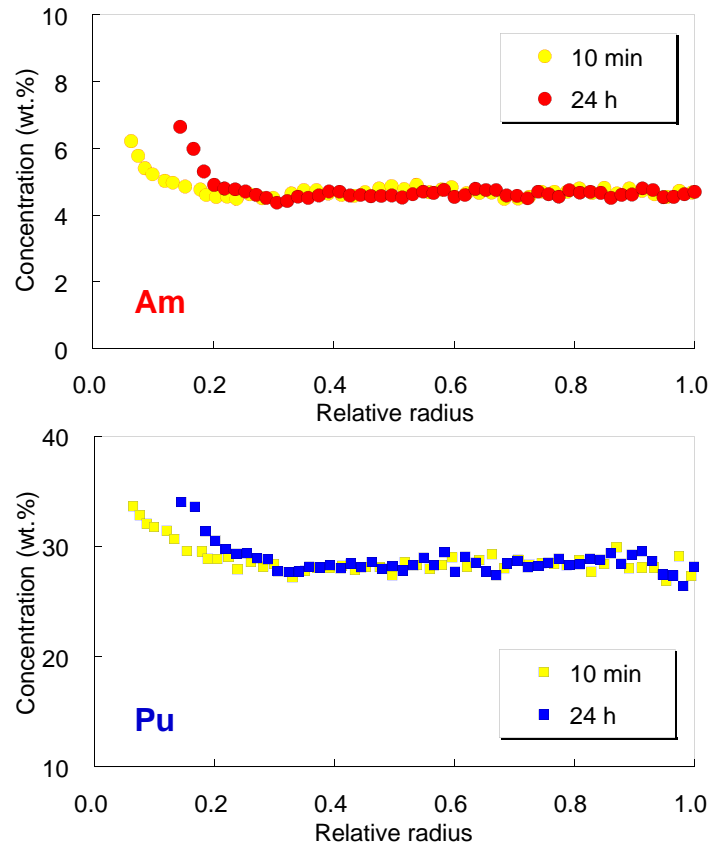 10
8
6
4
2
0
Concentration (wt.%)
10 min
24 h
Am
0.0 0.2 0.4 0.6 0.8 1.0
Relative radius
40
30
20
10
Concentration (wt.%)
10 min
24 h
Pu
0.0 0.2 0.4 0.6 0.8 1.0
Relative radius